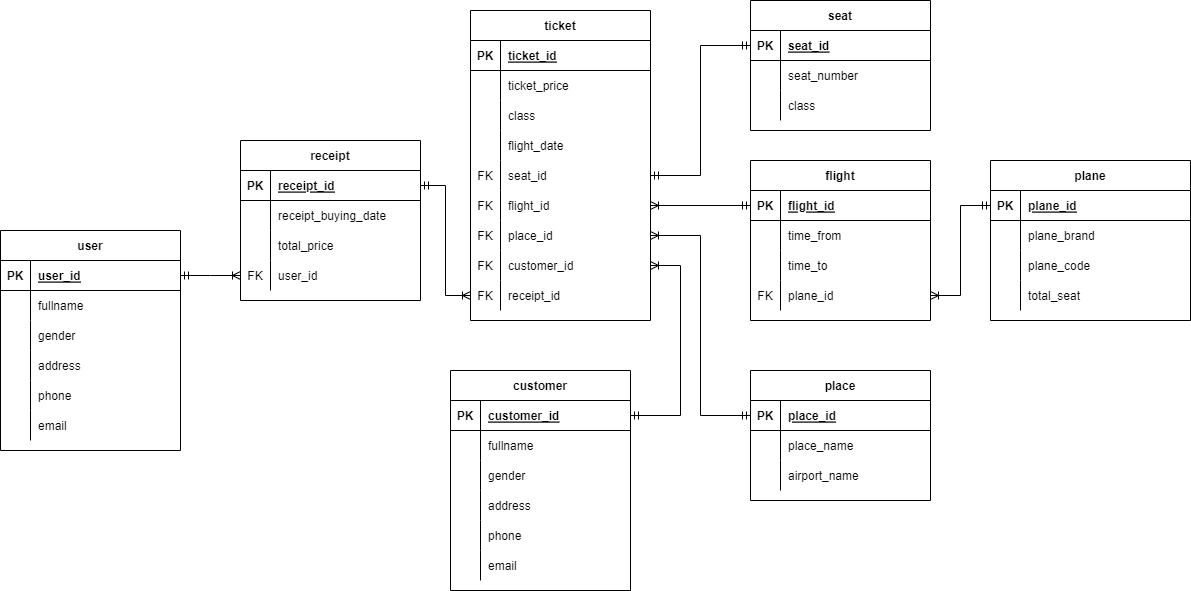 user
PK user_id
fullname
gender
address
phone
email
receipt
PK receipt_id
receipt_buying_date
total_price
FK user_id
ticket
PK ticket_id
ticket_price
class
flight_date
FK seat_id
FK flight_id
FK place_id
FK customer_id
FK receipt_id
customer
PK customer_id
fullname
gender
address
phone
email
seat
PK seat_id
seat_number
class
flight
PK flight_id
time_from
time_to
FK plane_id
place
PK place_id
place_name
airport_name
plane
PK plane_id
plane_brand
plane_code
total_seat